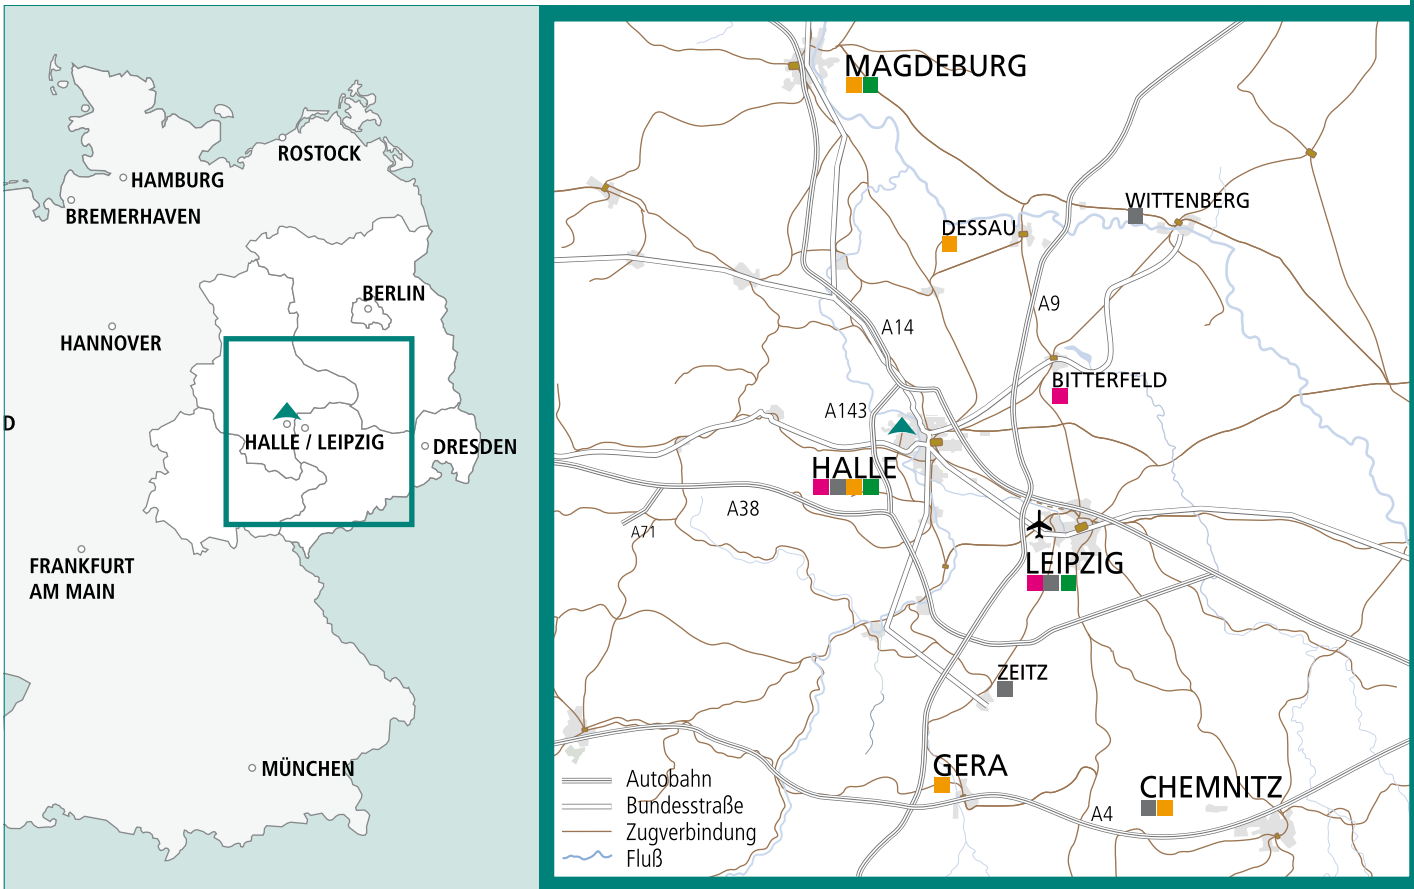 ROSTOCK
HAMBURG
BREMERHAVEN
BERLIN
HANNOVER
D
HALLE / LEIPZIG
DRESDEN
FRANKFURT
AM MAIN
MÜNCHEN
MAGDEBURG
WITTENBERG
DESSAU
A9
A14
BITTERFELD
A143
HALLE
A38
A71
LEIPZIG
ZEITZ
GERA
CHEMNITZ
A4
Autobahn
Bundesstraße
Zugverbindung
Fluß